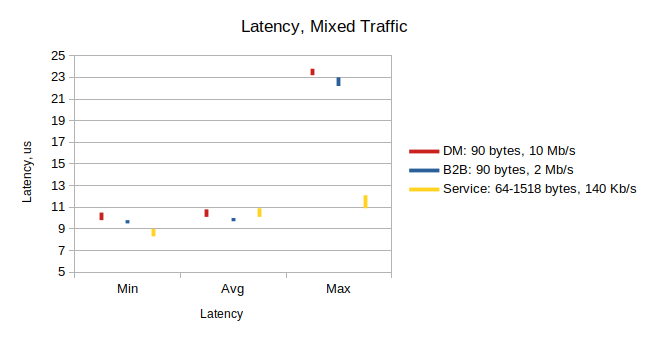 Latency, Mixed Traffic
25
23
21
19
17
15
13
11
9
7
5
Latency, us
Min
Avg
Max
Latency
DM: 90 bytes, 10 Mb/s
B2B: 90 bytes, 2 Mb/s
Service: 64-1518 bytes, 140 Kb/s